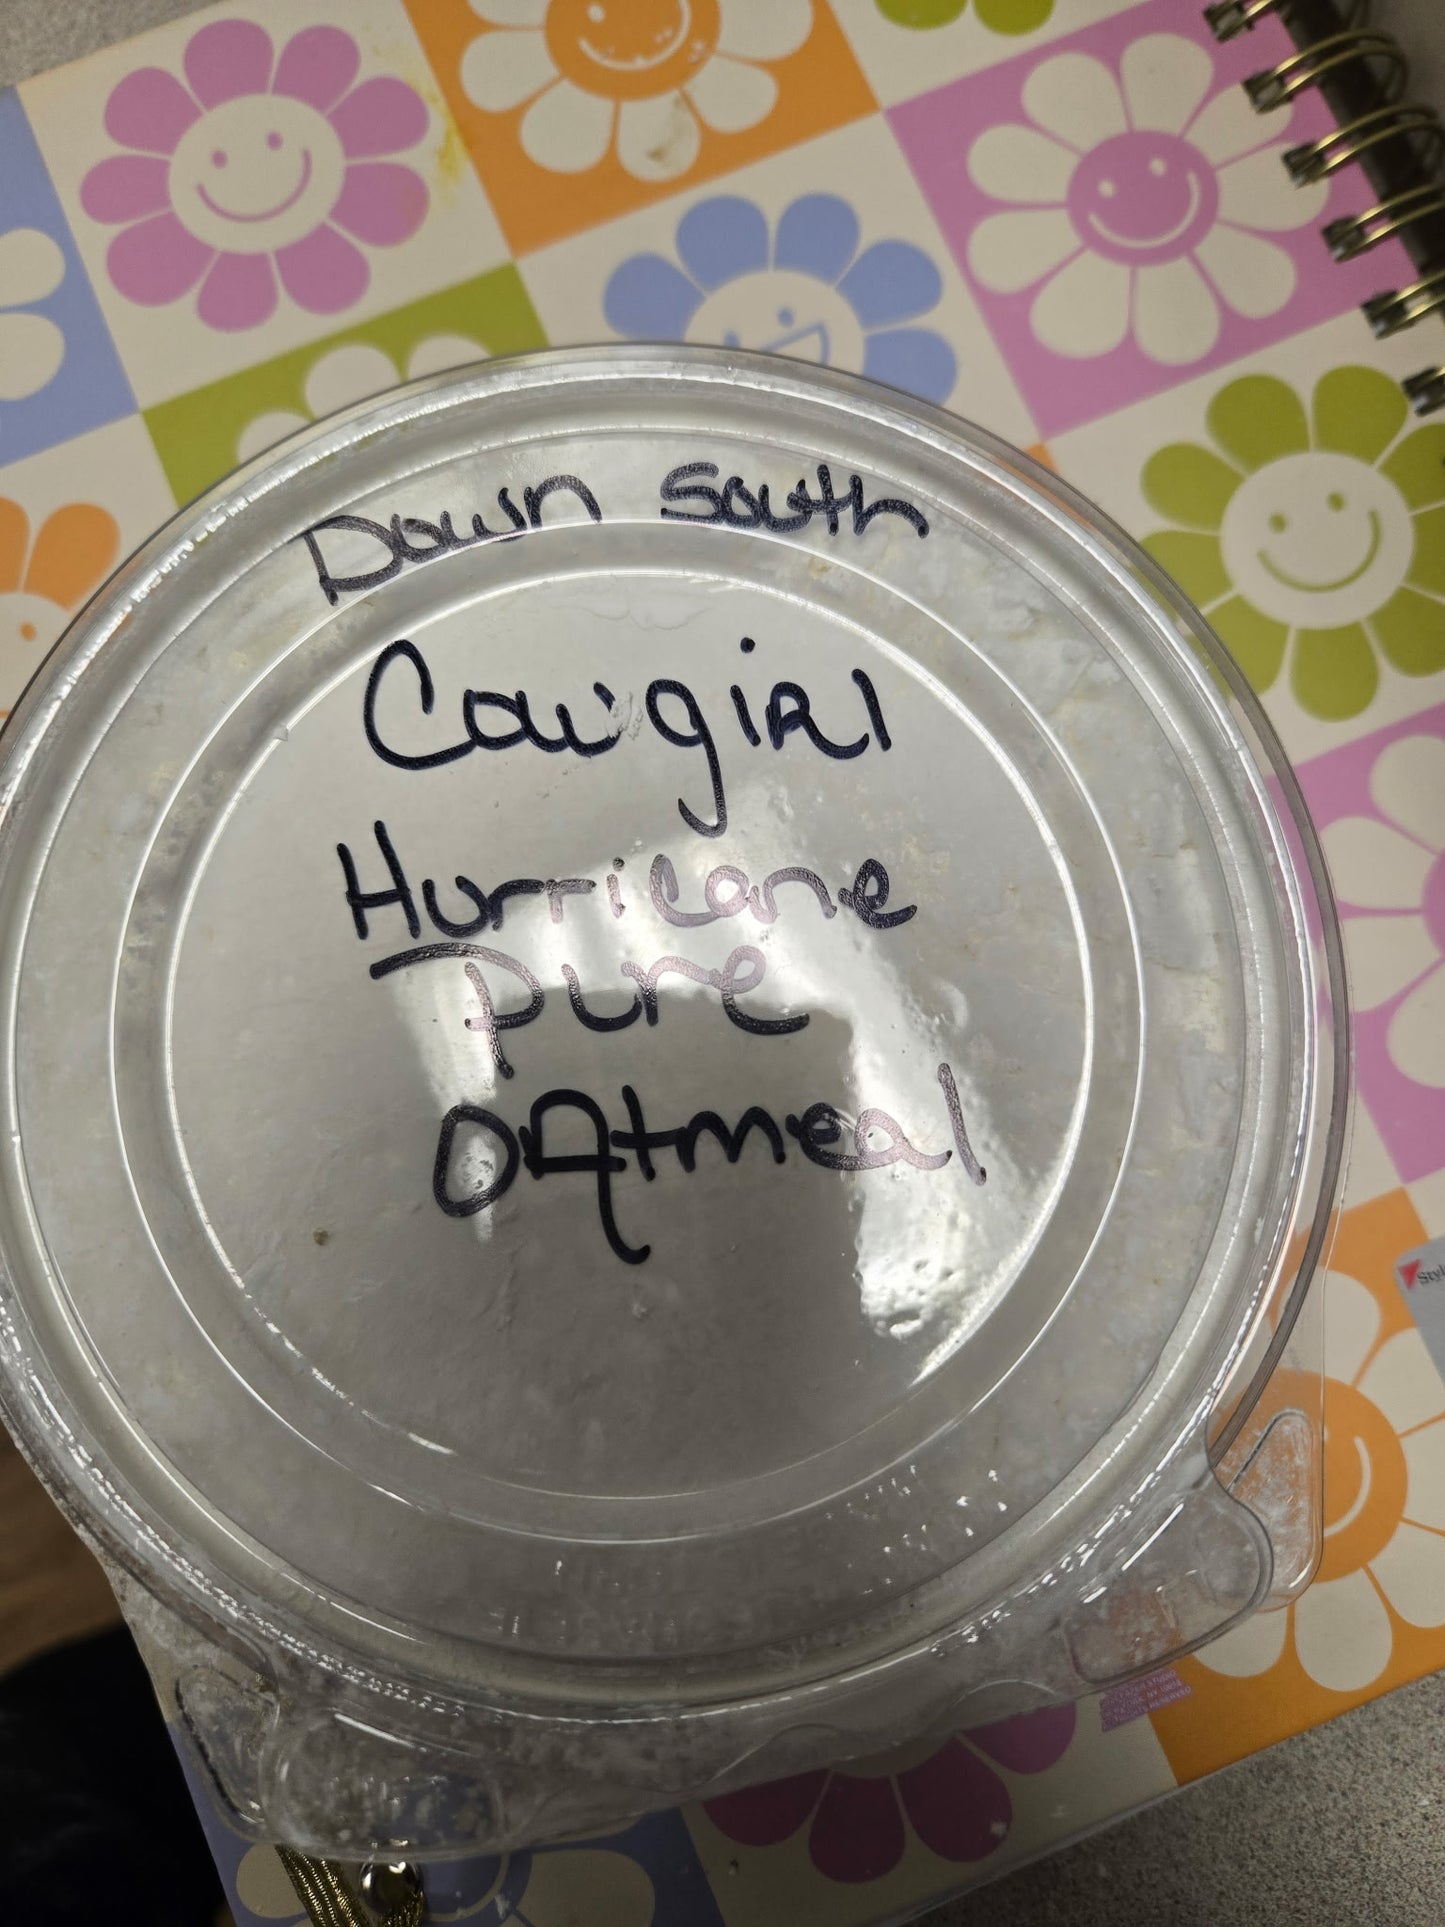 Down South
Cowgirl
Hurricane
Pure
Oatmeal